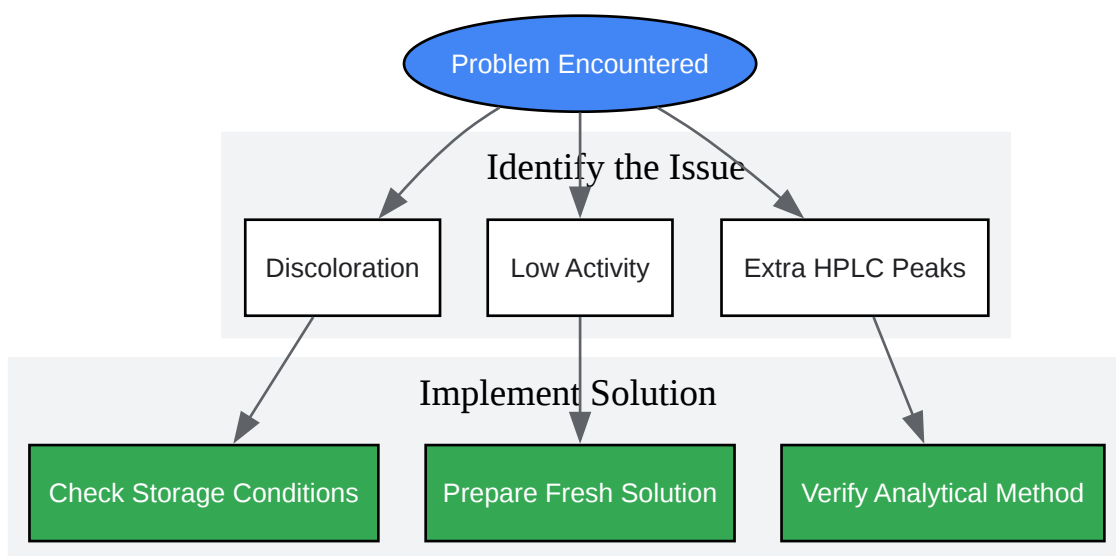 Problem Encountered
Identify the Issue
Discoloration
Low Activity
Extra HPLC Peaks
Implement Solution
Check Storage Conditions
Prepare Fresh Solution
Verify Analytical Method